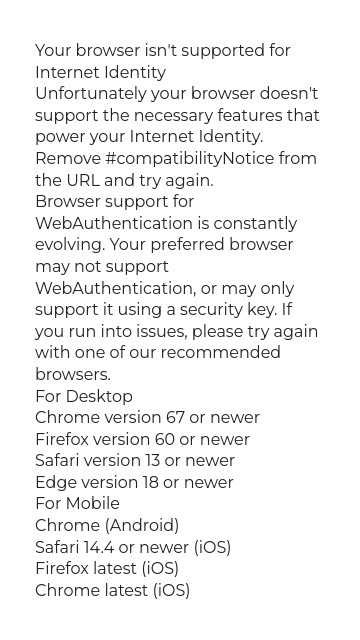 Your browser isn't supported for
Internet Identity
Unfortunately your browser doesn't
support the necessary features that
power your Internet Identity.
Remove #compatibilityNotice from
the URL and try again.
Browser support for
WebAuthentication is constantly
evolving. Your preferred browser
may not support
WebAuthentication, or may only
support it using a security key. If
you run into issues, please try again
with one of our recommended
browsers.
For Desktop
Chrome version 67 or newer
Firefox version 60 or newer
Safari version 13 or newer
Edge version 18 or newer
For Mobile
Chrome (Android)
Safari 14.4 or newer (iOS)
Firefox latest (iOS)
Chrome latest (iOS)